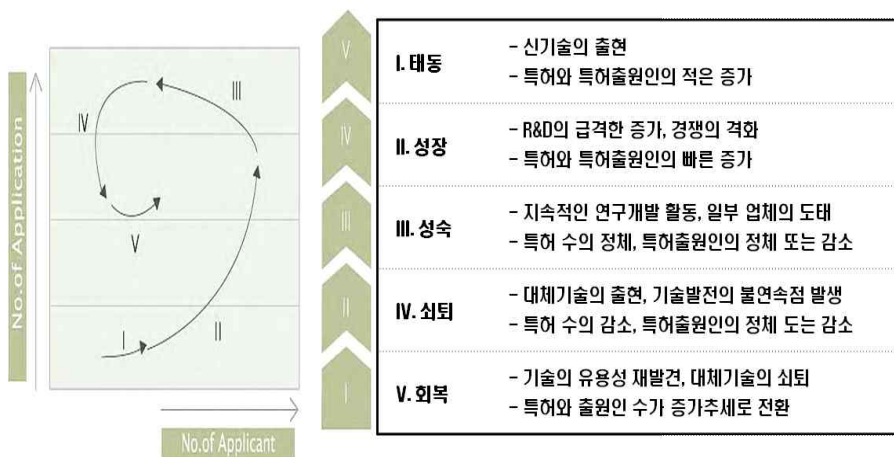 No.of Application
I
II
III
IV
V
No.of Applicant
V
IV
III
II
I
I. 태동
- 신기술의 출현
- 특허와 특허출원인의 적은 증가
II. 성장
- R&D의 급격한 증가, 경쟁의 격화
- 특허와 특허출원인의 빠른 증가
III. 성숙
- 지속적인 연구개발 활동, 일부 업체의 도태
- 특허 수의 정체, 특허출원인의 정체 또는 감소
IV. 쇠퇴
- 대체기술의 출현, 기술발전의 불연속점 발생
- 특허 수의 감소, 특허출원인의 정체 도는 감소
V. 회복
- 기술의 유용성 재발견, 대체기술의 쇠퇴
- 특허와 출원인 수가 증가추세로 전환